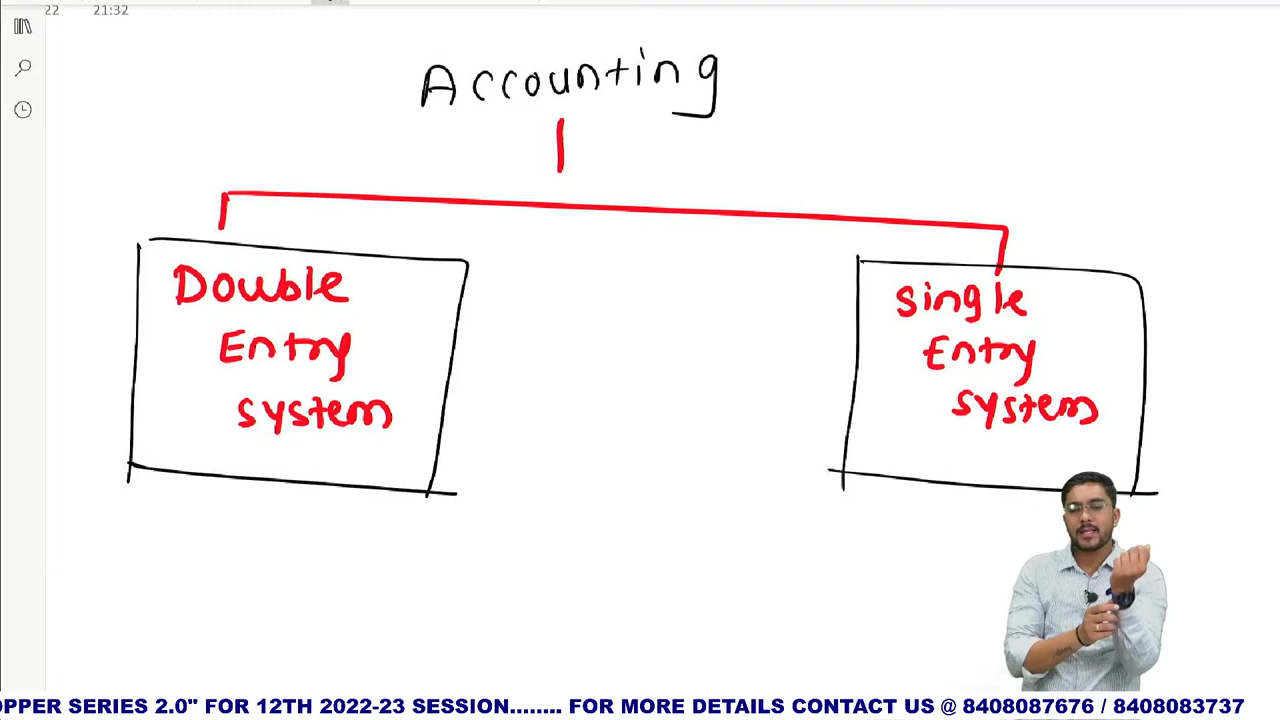 22 21:32
Accounting
Double
Entry
system
single
Entry
system
OPPER SERIES 2.0" FOR 12TH 2022-23 SESSION........ FOR MORE DETAILS CONTACT US @ 8408087676 / 8408083737